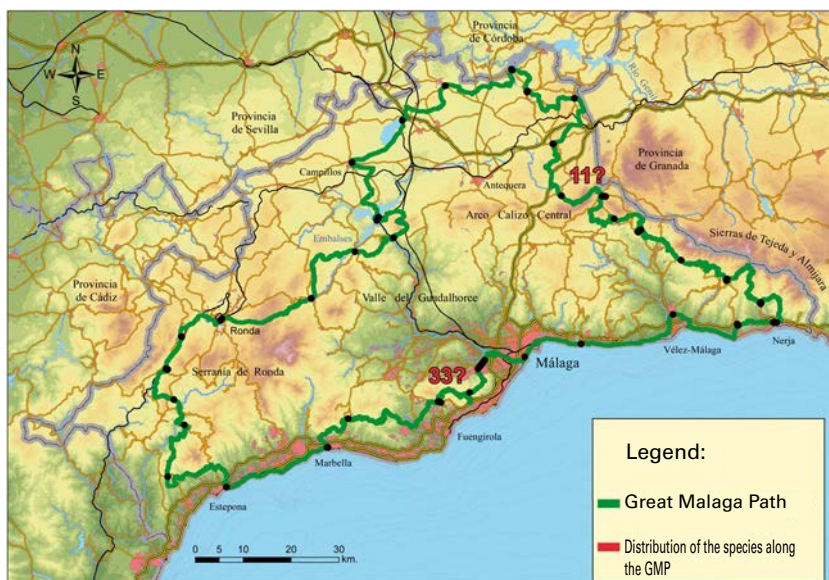 Provincia
de Córdoba
N
W E
S
Río Genil
Provincia
de Sevilla
Provincia
de Granada
Campillos
Antequera
11?
Arco Calizo Central
Sierras de Tejeda y Almijara
Embalses
Provincia
de Cádiz
Valle del Guadalhorce
Ronda
Nerja
Vélez-Málaga
Málaga
Serranía de Ronda
33?
Fuengirola
Marbella
Estepona
0 5 10 20 30
km.
Legend:
Great Malaga Path
Distribution of the species along
the GMP